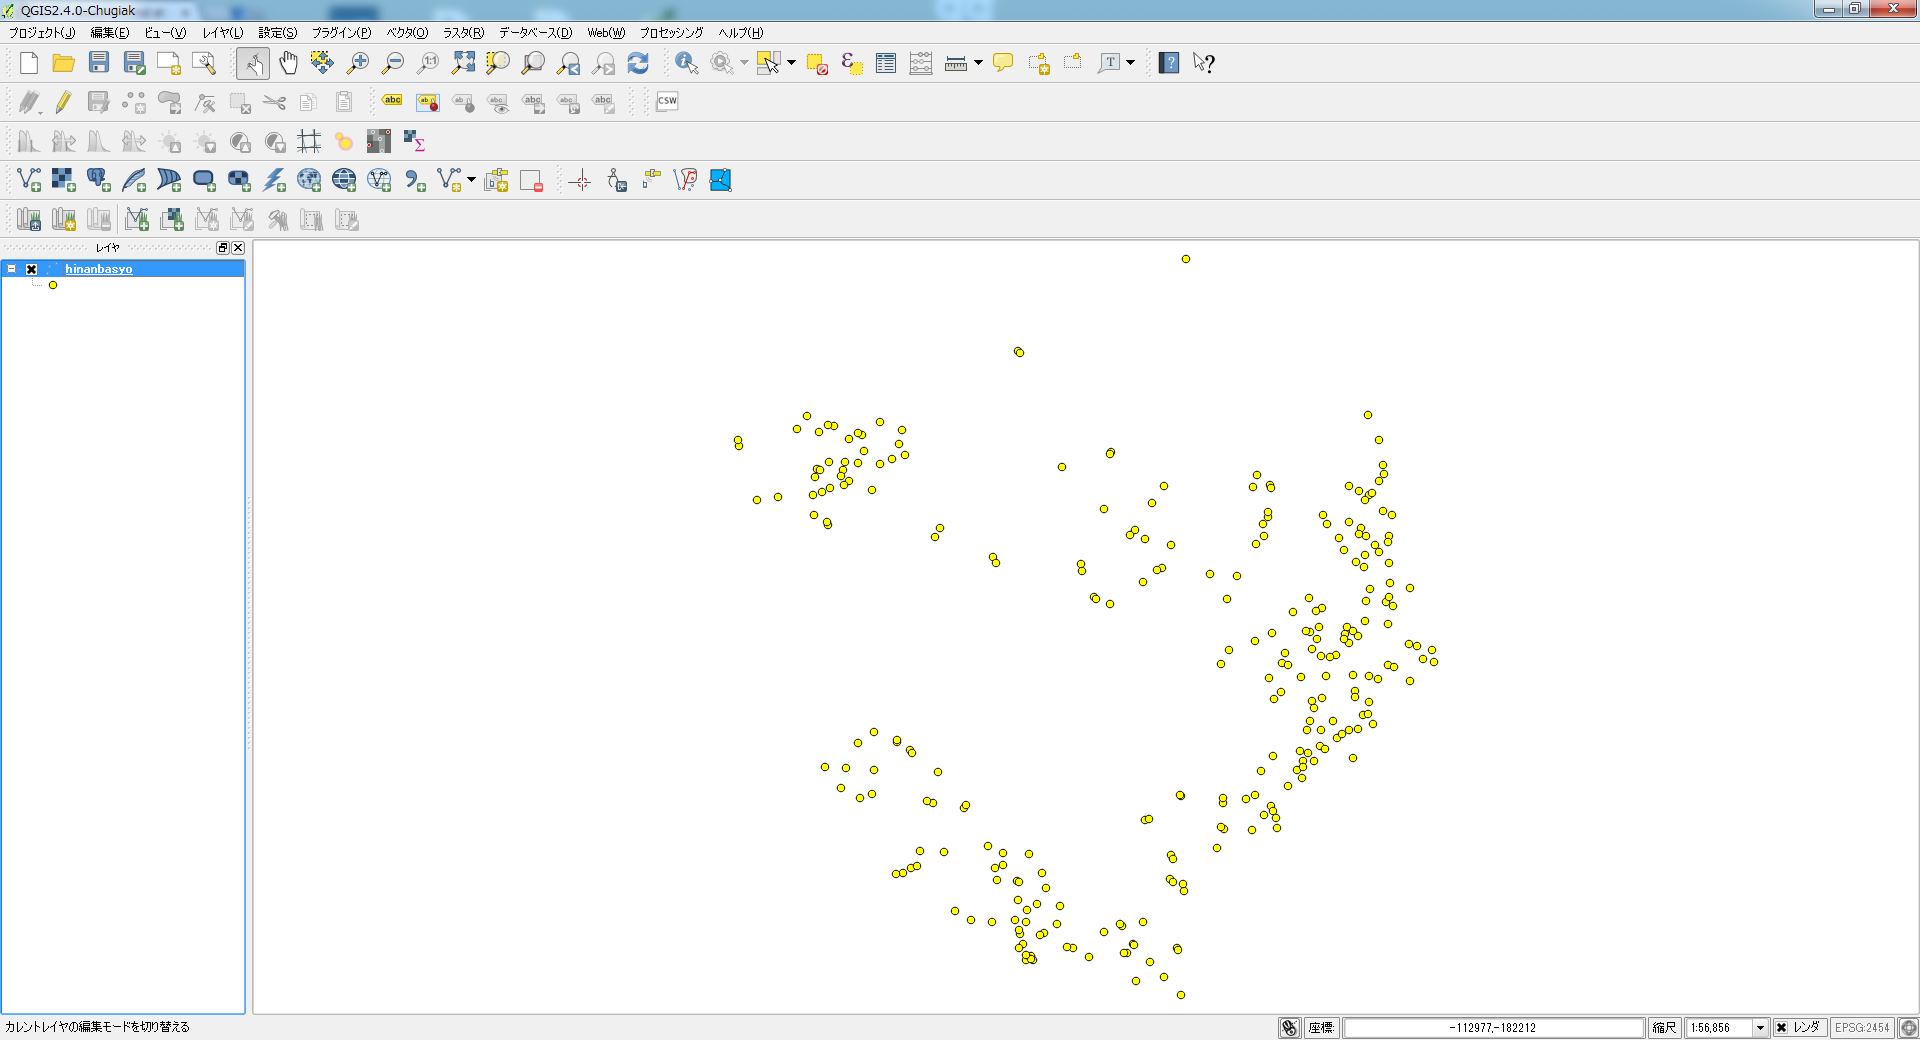 QGIS2.4.0-Chugiak
プロジェクト(J) 編集(E) ビュー(V) レイヤ(L) 設定(S) プラグイン(P) ベクタ(O) ラスタ(R) データベース(D) Web(W) プロセッシング ヘルプ(H)
1:1
ε
T
?
?
abc
ab
ab
abc
abc
abc
abc
CSW
Σ
レイヤ
hinanbasyo
カレントレイヤの編集モードを切り替える
座標:
-112977,-182212
縮尺
1:56,856
レンダ
EPSG:2454